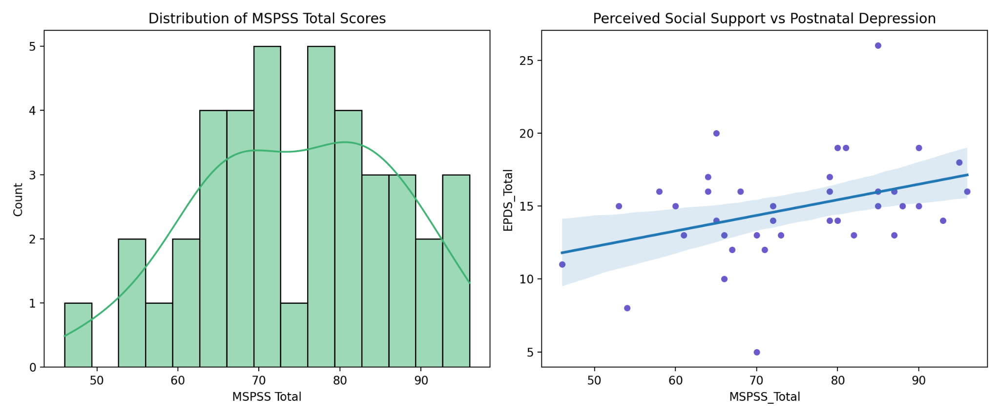 Distribution of MSPSS Total Scores
5
4
3
2
1
0
Count
50 60 70 80 90
MSPSS Total
Perceived Social Support vs Postnatal Depression
25
20
15
10
5
EPDS_Total
50 60 70 80 90
MSPSS_Total